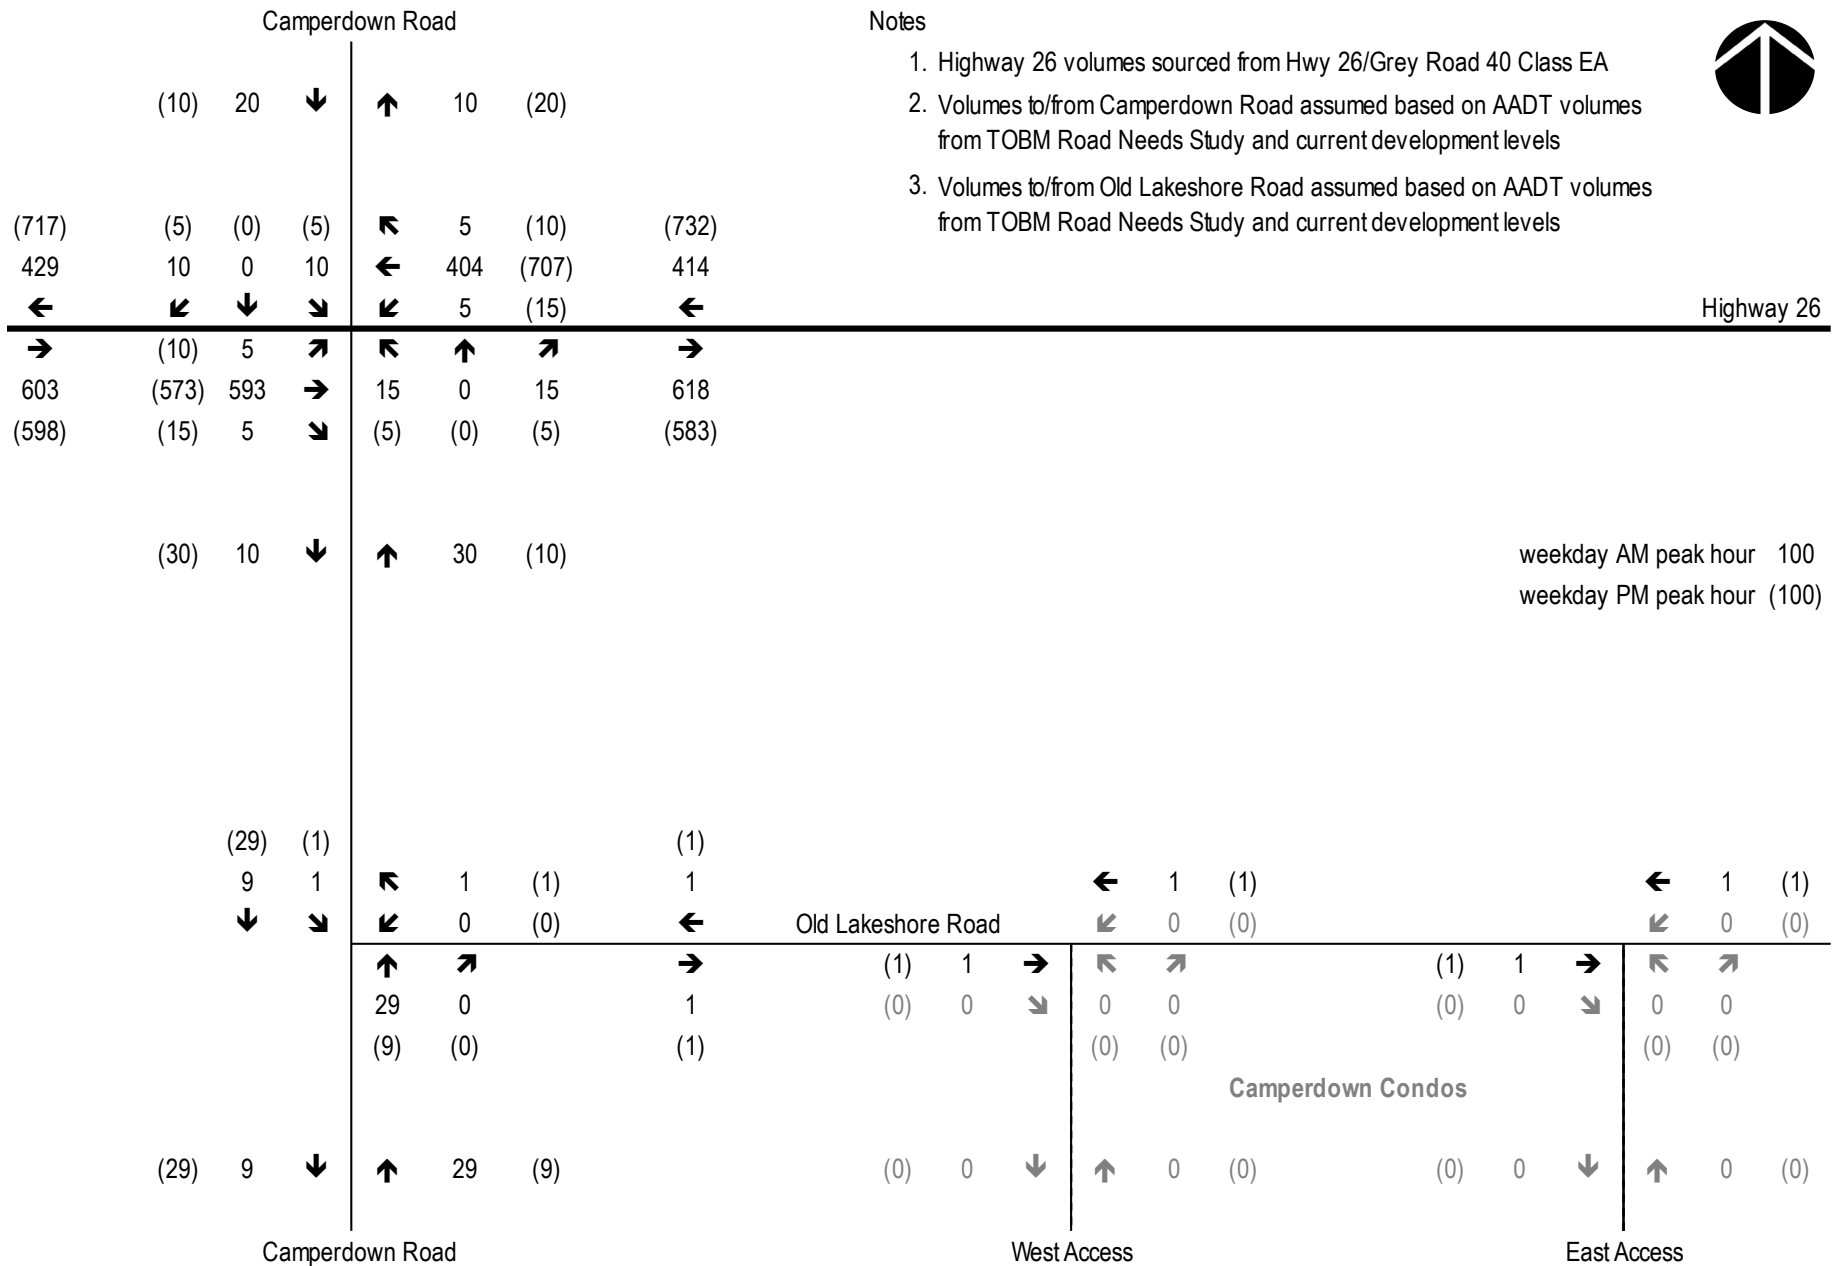 Camperdown Road
Notes
1. Highway 26 volumes sourced from Hwy 26/Grey Road 40 Class EA
2. Volumes to/from Camperdown Road assumed based on AADT volumes
from TOBM Road Needs Study and current development levels
3. Volumes to/from Old Lakeshore Road assumed based on AADT volumes
from TOBM Road Needs Study and current development levels
(10) 20 ↓ ↑ 10 (20)
(717) (5) (0) (5) ↖ 5 (10) (732)
429 10 0 10 ← 404 (707) 414
← ↙ ↓ ↘ ↙ 5 (15) ← Highway 26
→ (10) 5 ↗ ↖ ↑ ↗ →
603 (573) 593 → 15 0 15 618
(598) (15) 5 ↘ (5) (0) (5) (583)
(30) 10 ↓ ↑ 30 (10) weekday AM peak hour 100
weekday PM peak hour (100)
(29) (1) (1)
9 1 ↖ 1 (1) 1 ← 1 (1) ← 1 (1)
↓ ↘ ↙ 0 (0) ← Old Lakeshore Road ↙ 0 (0) ↙ 0 (0)
↑ ↗ → (1) 1 → ↖ ↗ (1) 1 → ↖ ↗
29 0 1 (0) 0 ↘ 0 0 (0) 0 ↘ 0 0
(9) (0) (1) (0) (0) (0) (0)
Camperdown Condos
(29) 9 ↓ ↑ 29 (9) (0) 0 ↓ ↑ 0 (0) (0) 0 ↓ ↑ 0 (0)
Camperdown Road West Access East Access